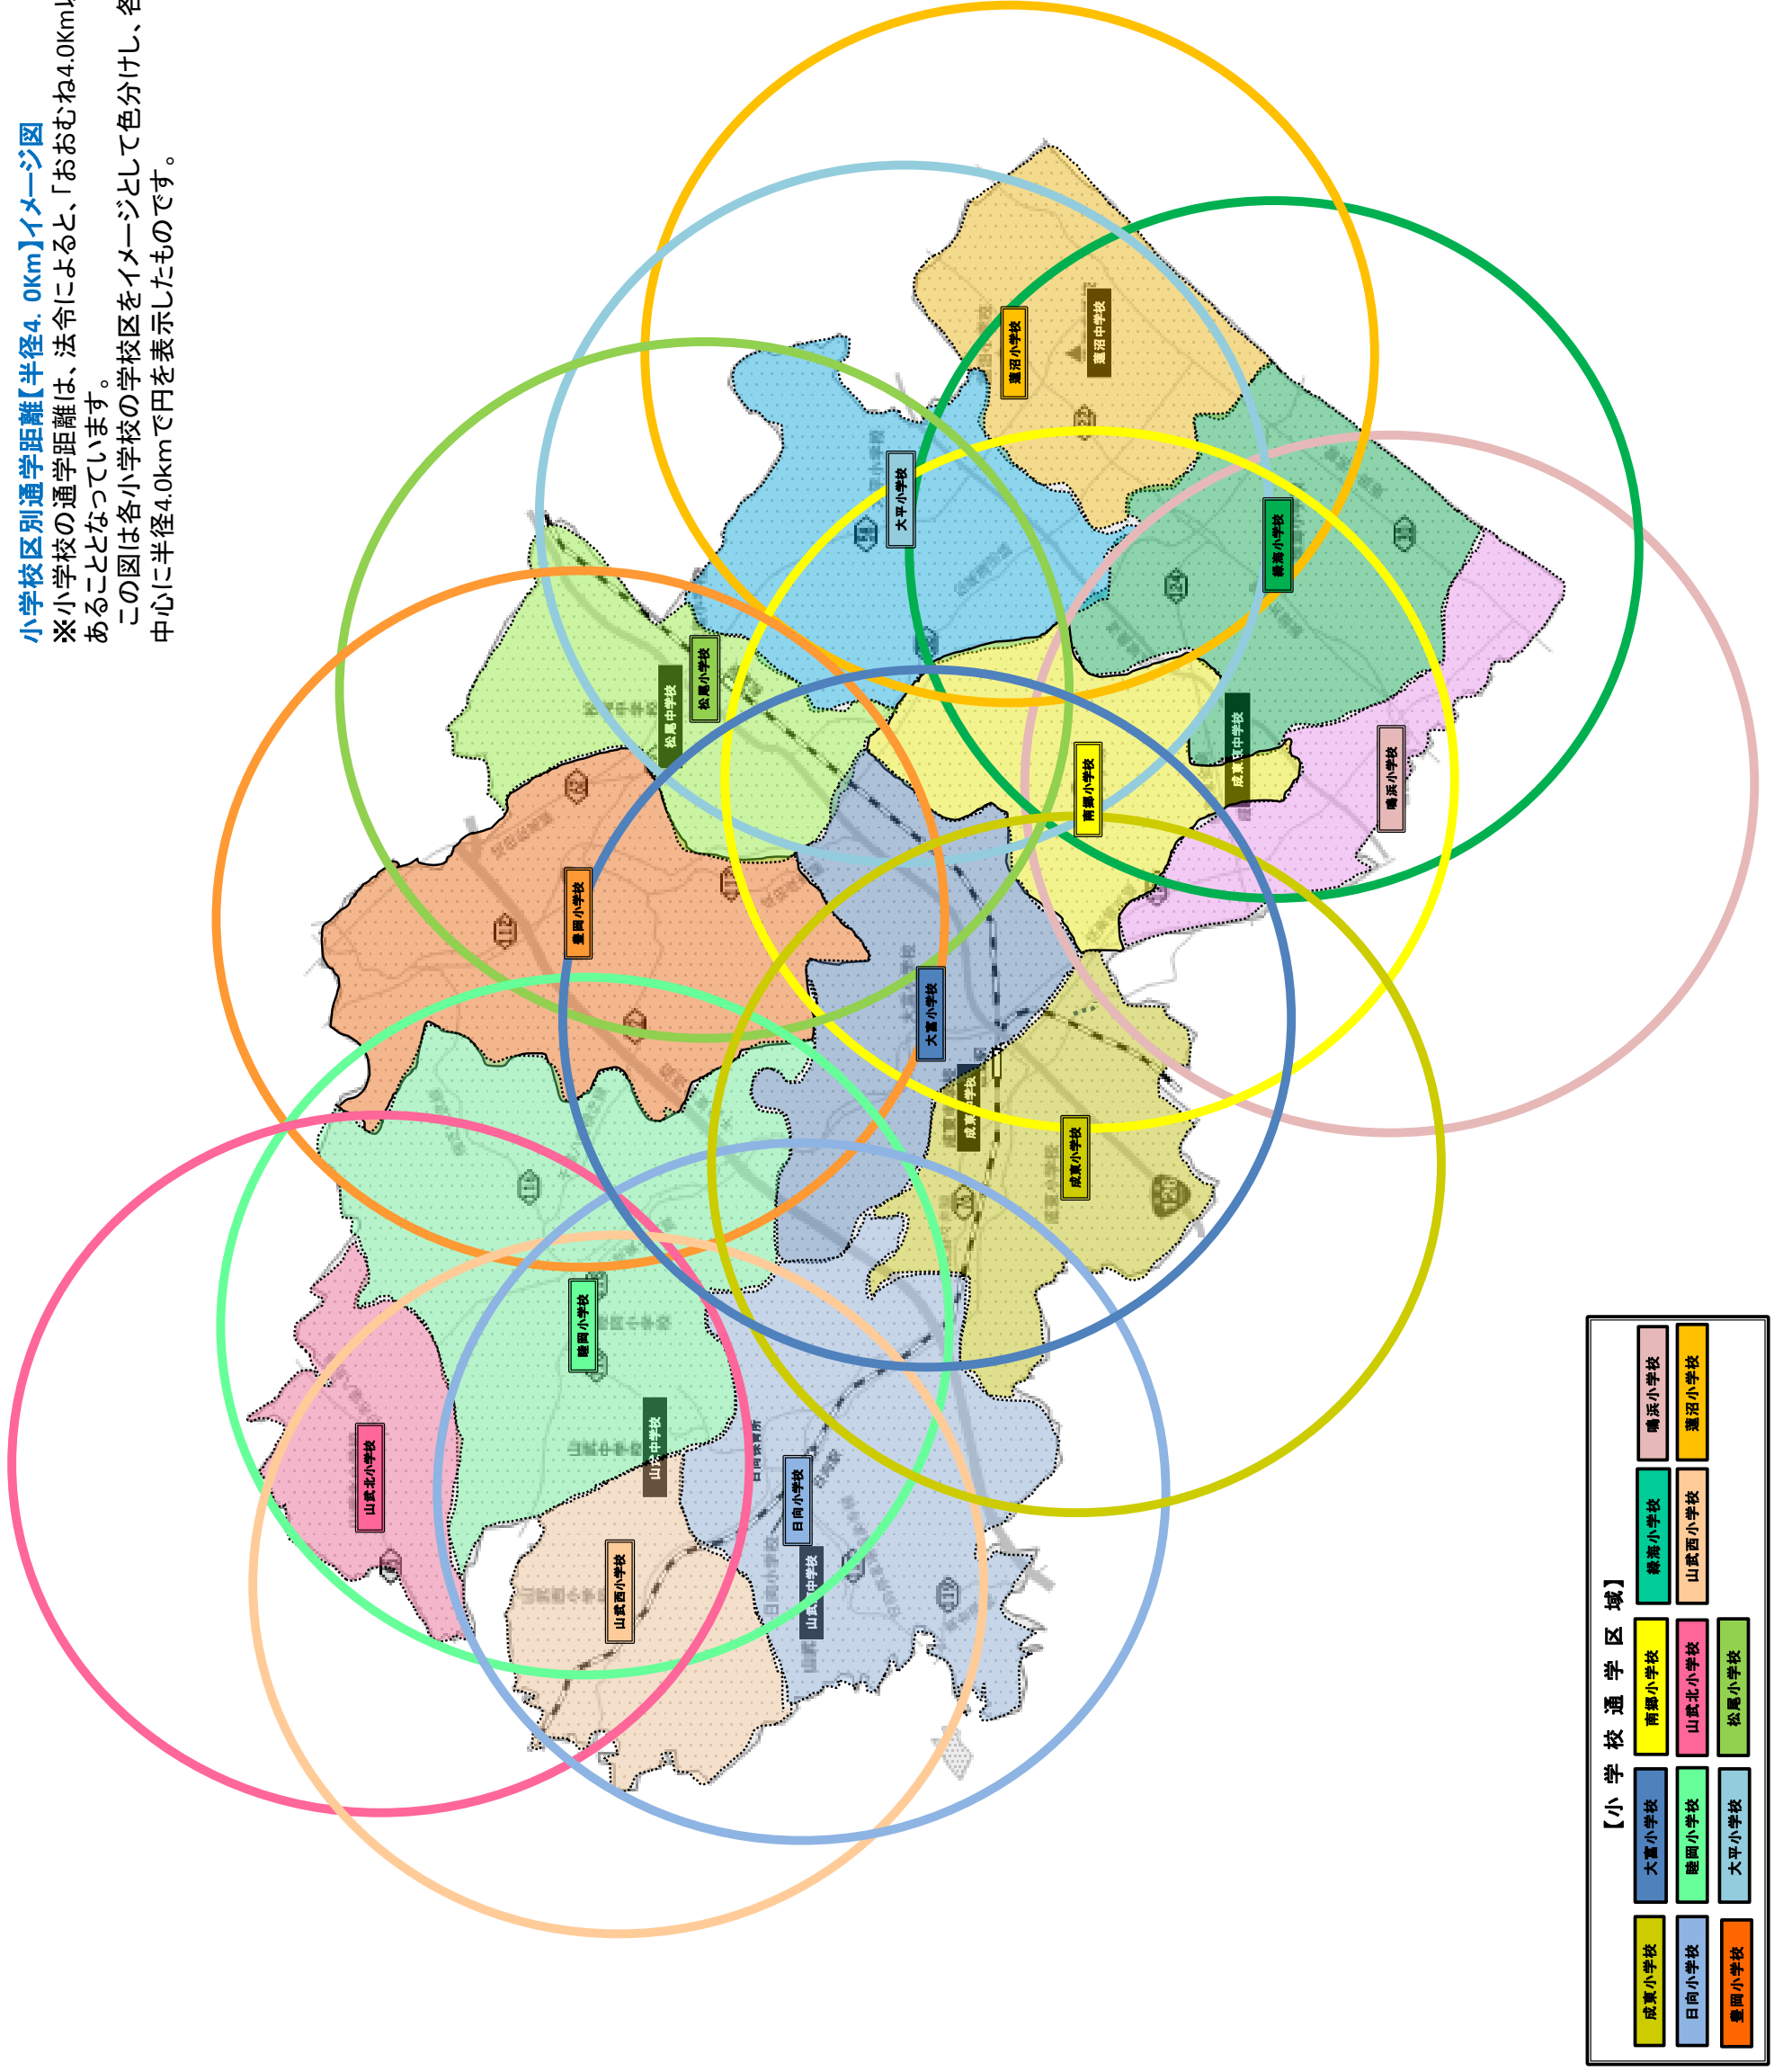 小学校区別通学距離【半径4. 0Km】イメージ図
※小学校の通学距離は、法令によると、「おおむね4.0Km以
あることとなっています。
この図は各小学校の学校区をイメージとして色分けし、各
中心に半径4.0kmで円を表示したものです。
蓮沼小学校
蓮沼中学校
大平小学校
緑海小学校
松尾小学校
松尾中学校
成東東中学校
南郷小学校
鳴浜小学校
豊岡小学校
大富小学校
成東中学校
成東小学校
睦岡小学校
山武中学校
山武北小学校
日向保育所
日向小学校
山武西小学校
【小 学 校 通 学 区 域】
成東小学校
大富小学校
南郷小学校
緑海小学校
鳴浜小学校
日向小学校
睦岡小学校
山武北小学校
山武西小学校
蓮沼小学校
豊岡小学校
大平小学校
松尾小学校